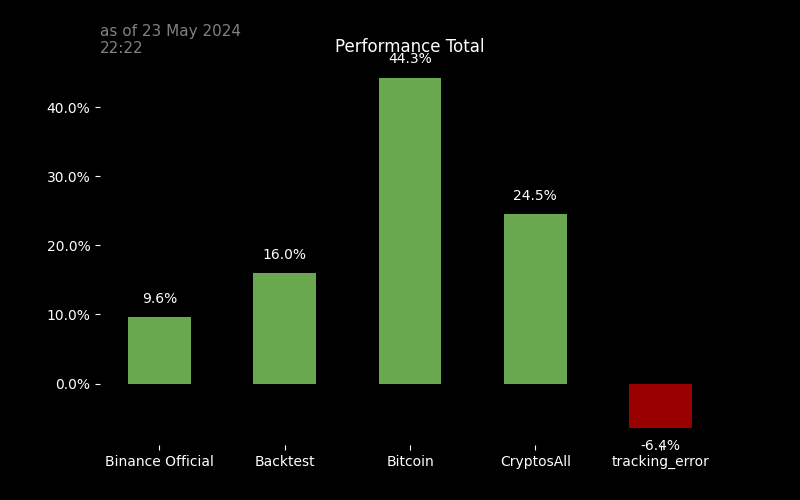 as of 23 May 2024
22:22
Performance Total
44.3%
40.0%
30.0%
24.5%
20.0%
16.0%
9.6%
10.0%
0.0%
-6.4%
Binance Official
Backtest
Bitcoin
CryptosAll
tracking_error